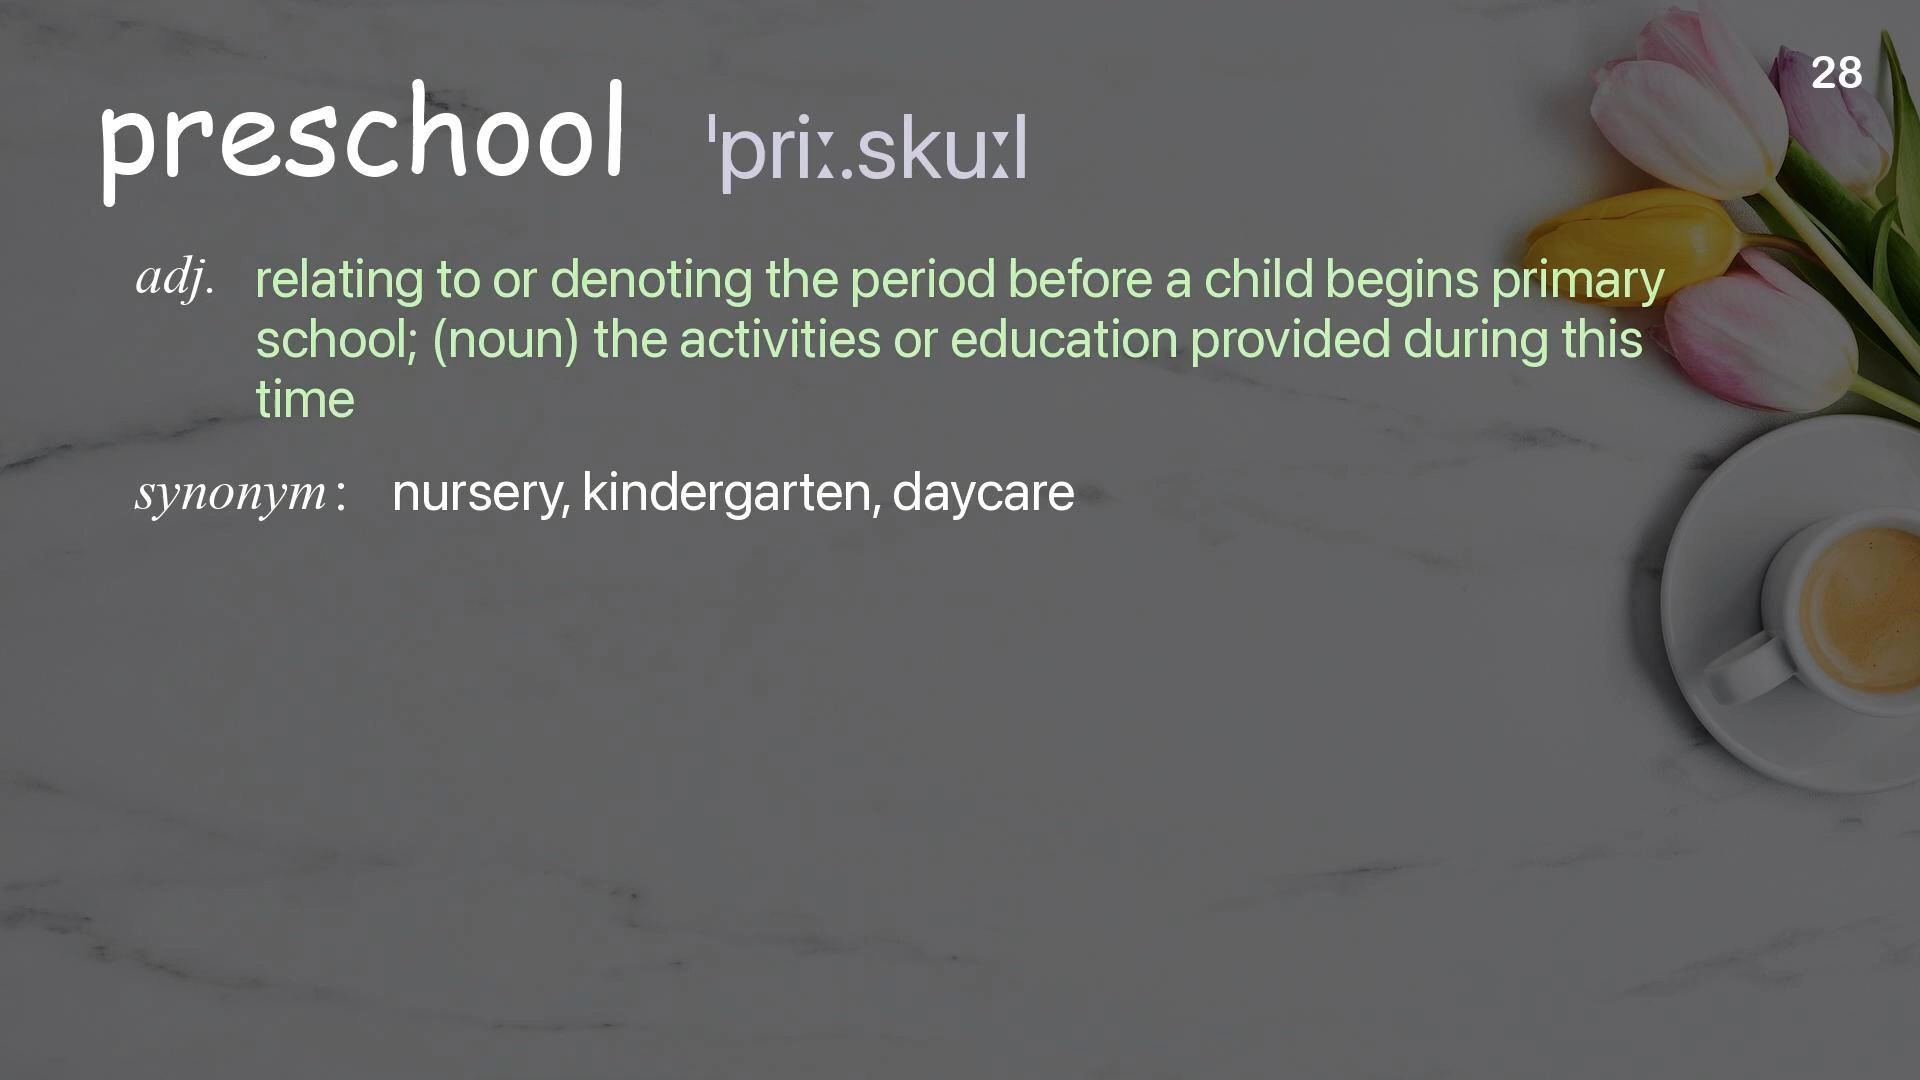 28
preschool ˈpriː.skuːl
adj. relating to or denoting the period before a child begins primary
school; (noun) the activities or education provided during this
time
synonym : nursery, kindergarten, daycare